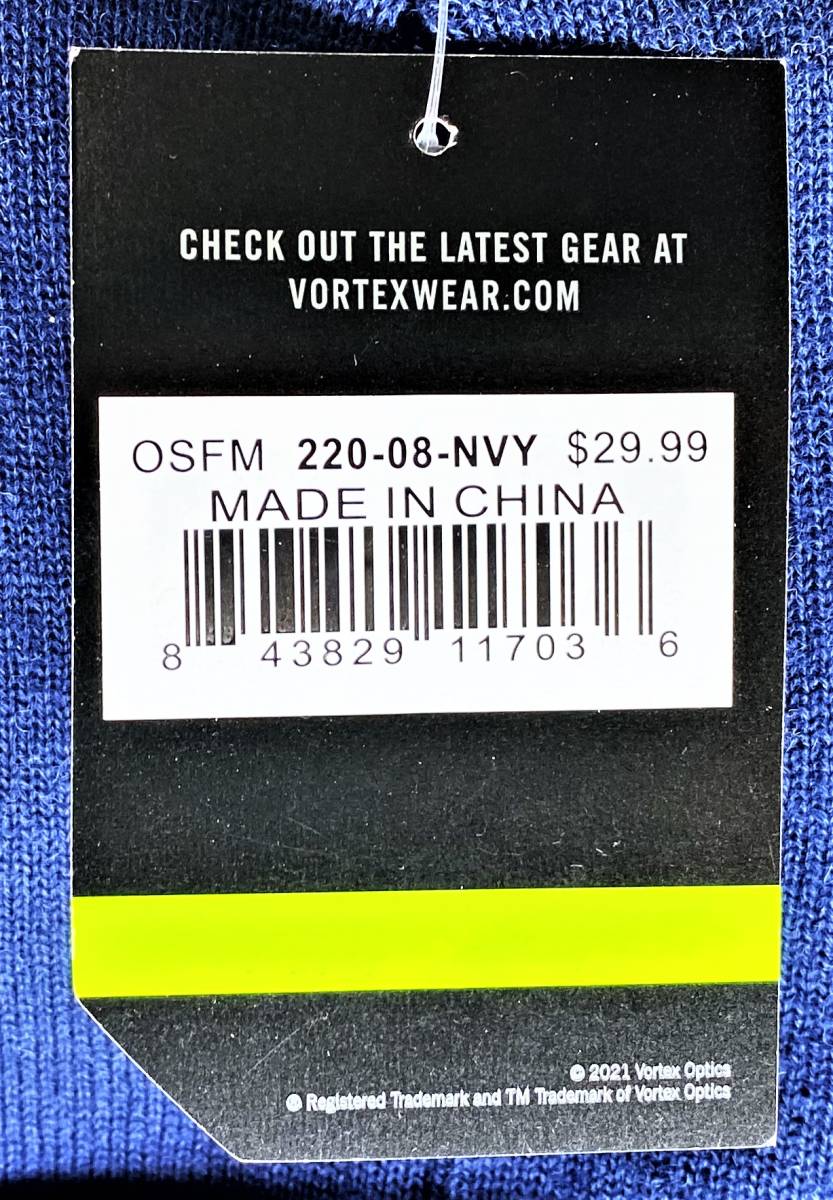 CHECK OUT THE LATEST GEAR AT
VORTEXWEAR.COM
OSFM 220-08-NVY $29.99
MADE IN CHINA
8 43829 11703 6
© 2021 Vortex Optics
® Registered Trademark and TM Trademark of Vortex Optics